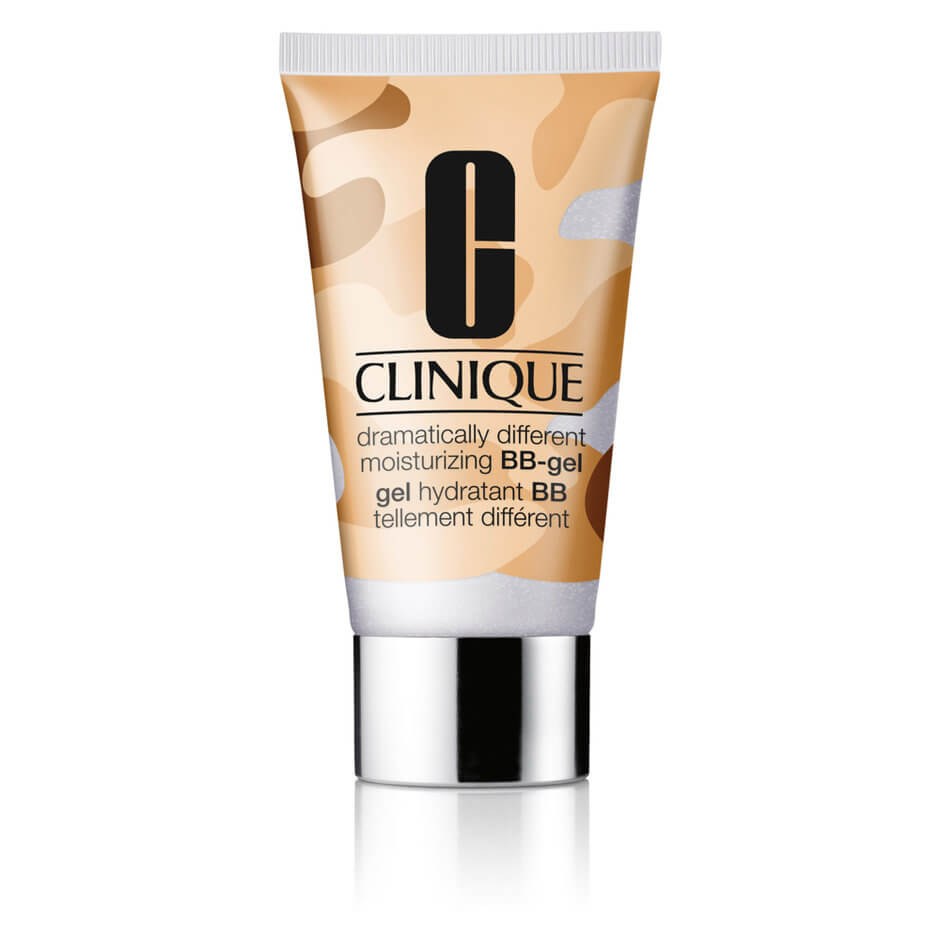 C
CLINIQUE
dramatically different
moisturizing BB-gel
gel hydratant BB
tellement différent